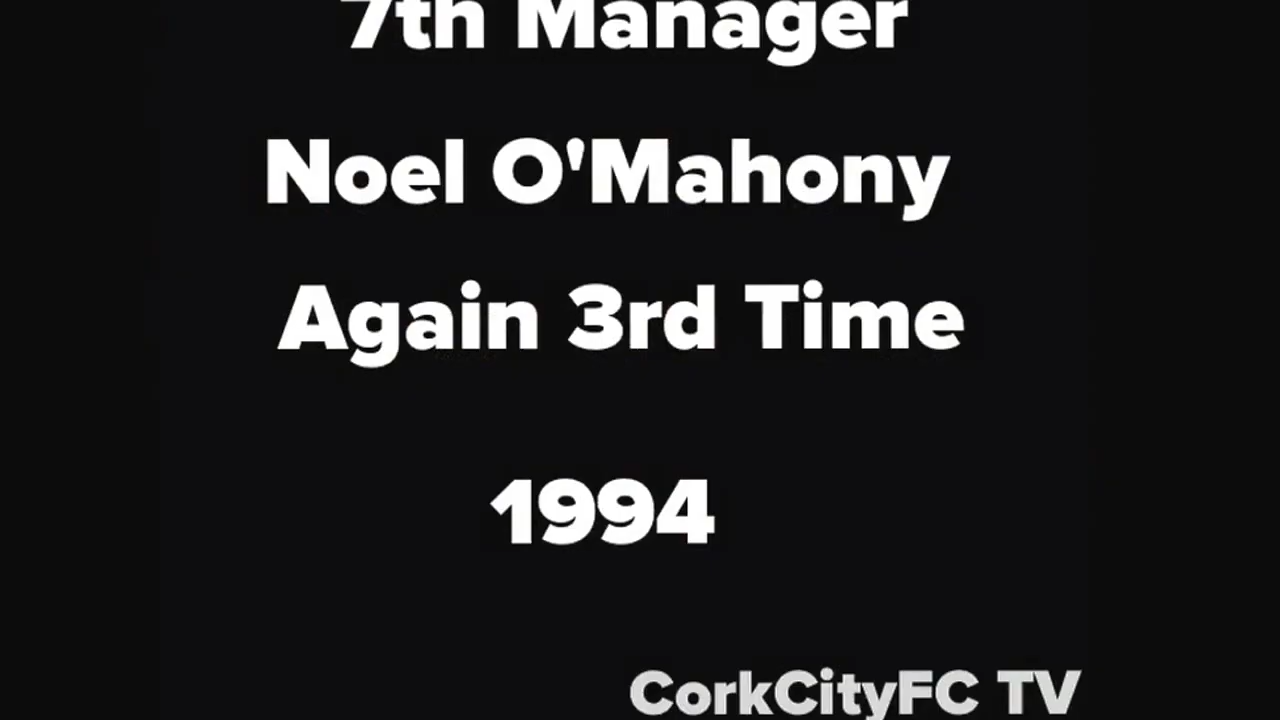 7th Manager
Noel O'Mahony
Again 3rd Time
1994
CorkCityFC TV